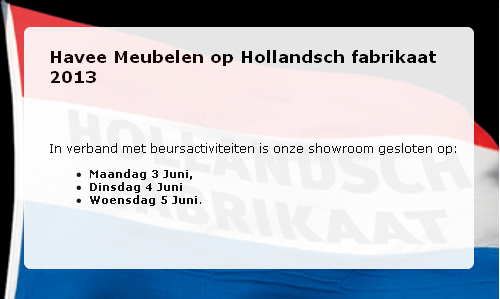 Havee Meubelen op Hollandsch fabrikaat
2013
In verband met beursactiviteiten is onze showroom gesloten op:
Maandag 3 Juni,
Dinsdag 4 Juni
Woensdag 5 Juni.
HOLLANDSCH
FABRIKAAT